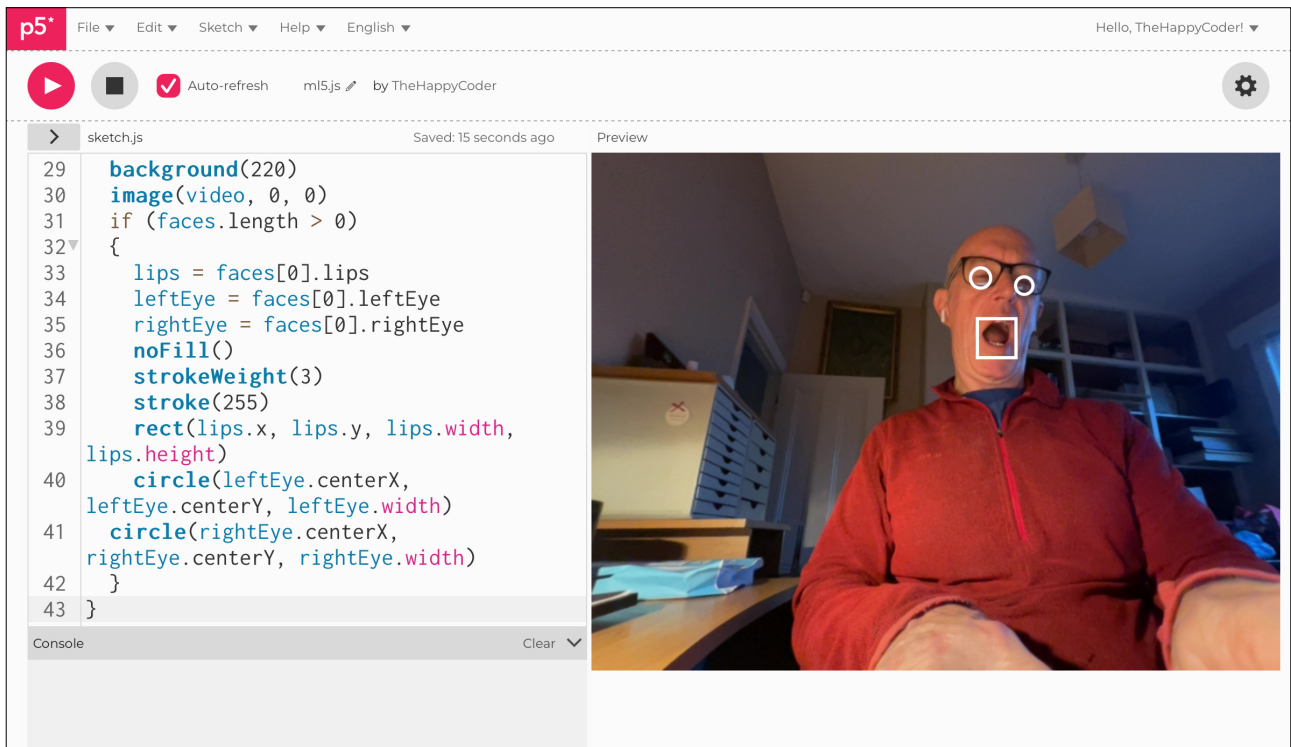 p5* File Edit Sketch Help English Hello, TheHappyCoder!
Auto-refresh ml5.js by TheHappyCoder
sketch.js Saved: 15 seconds ago Preview
29 background(220)
30 image(video, 0, 0)
31 if (faces.length > 0)
32 {
33 lips = faces[0].lips
34 leftEye = faces[0].leftEye
35 rightEye = faces[0].rightEye
36 noFill()
37 strokeWeight(3)
38 stroke(255)
39 rect(lips.x, lips.y, lips.width,
lips.height)
40 circle(leftEye.centerX,
leftEye.centerY, leftEye.width)
41 circle(rightEye.centerX,
rightEye.centerY, rightEye.width)
42 }
43 }
Console Clear